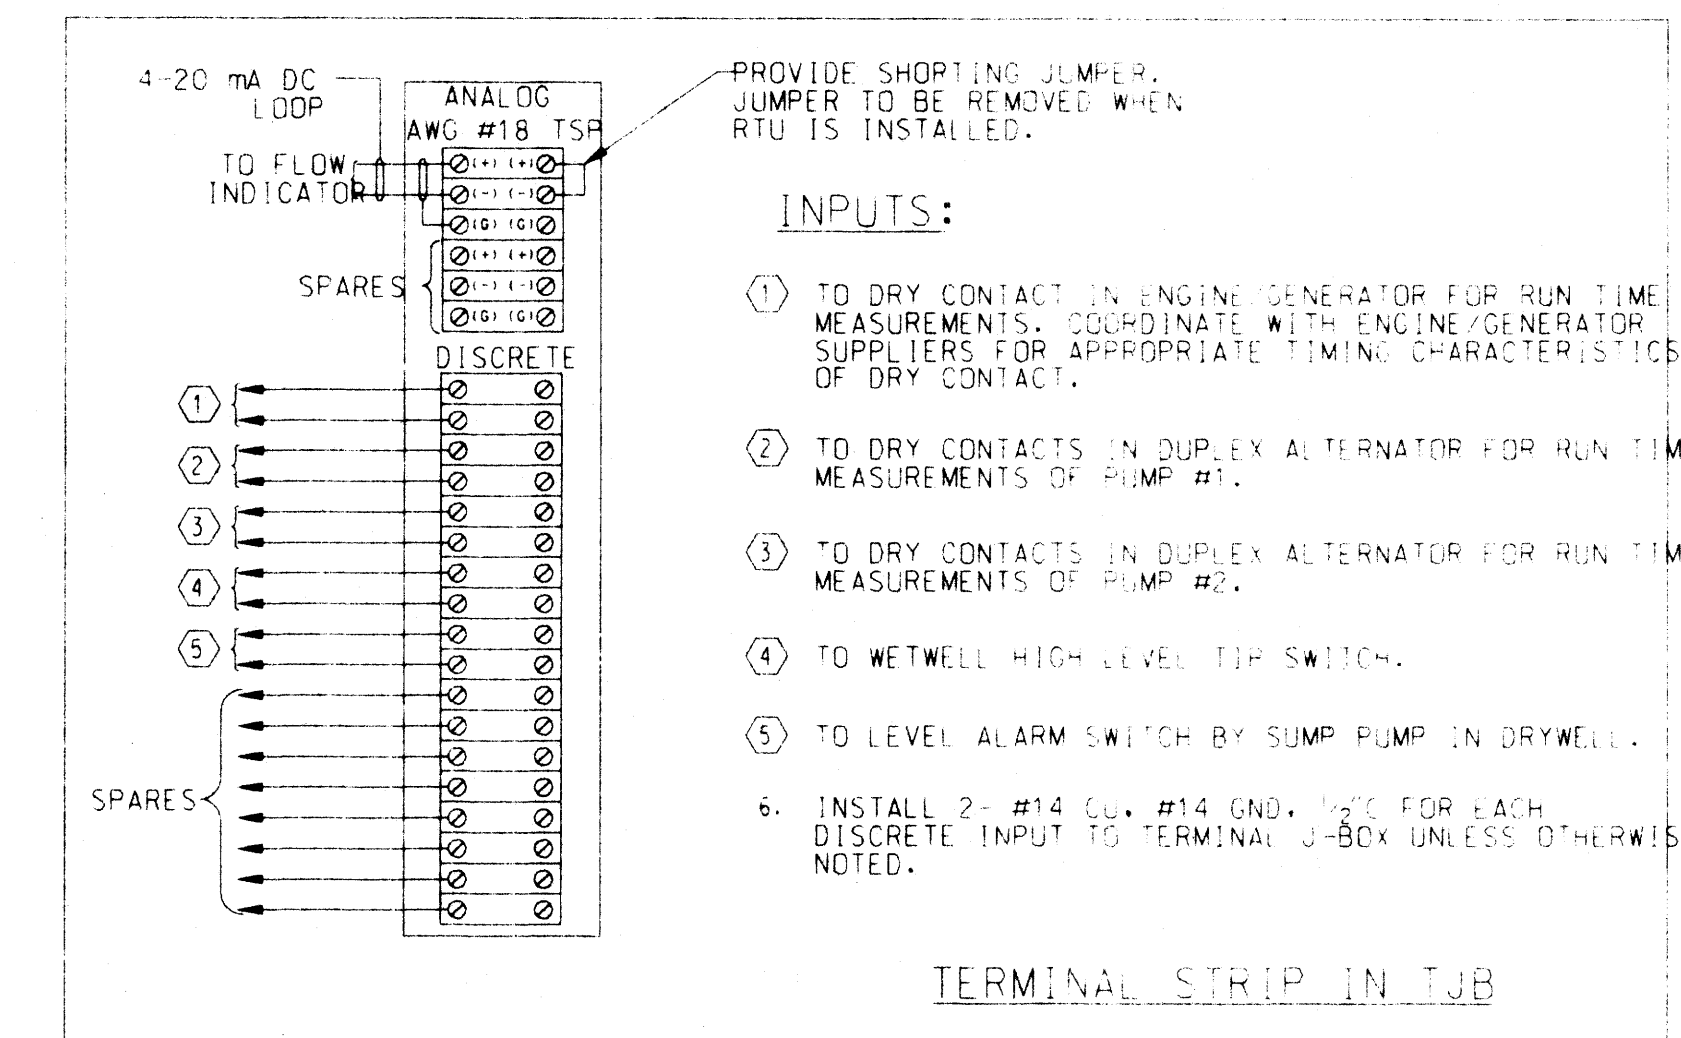 4-20 mA DC
LOOP
TO FLOW
INDICATOR
ANALOG
AWG #18 TSP
(+) (+)
(-) (-)
(G) (G)
(+) (+)
(-) (-)
(G) (G)
SPARES
DISCRETE
1
2
3
4
5
SPARES
PROVIDE SHORTING JUMPER.
JUMPER TO BE REMOVED WHEN
RTU IS INSTALLED.
INPUTS:
1 TO DRY CONTACT IN ENGINE/GENERATOR FOR RUN TIME
MEASUREMENTS. COORDINATE WITH ENGINE/GENERATOR
SUPPLIERS FOR APPROPRIATE TIMING CHARACTERISTICS
OF DRY CONTACT.
2 TO DRY CONTACTS IN DUPLEX ALTERNATOR FOR RUN TIM
MEASUREMENTS OF PUMP #1.
3 TO DRY CONTACTS IN DUPLEX ALTERNATOR FOR RUN TIM
MEASUREMENTS OF PUMP #2.
4 TO WETWELL HIGH LEVEL TIP SWITCH.
5 TO LEVEL ALARM SWITCH BY SUMP PUMP IN DRYWELL.
6. INSTALL 2- #14 CU. #14 GND. ½"C FOR EACH
DISCRETE INPUT TO TERMINAL J-BOX UNLESS OTHERWIS
NOTED.
TERMINAL STRIP IN TJB